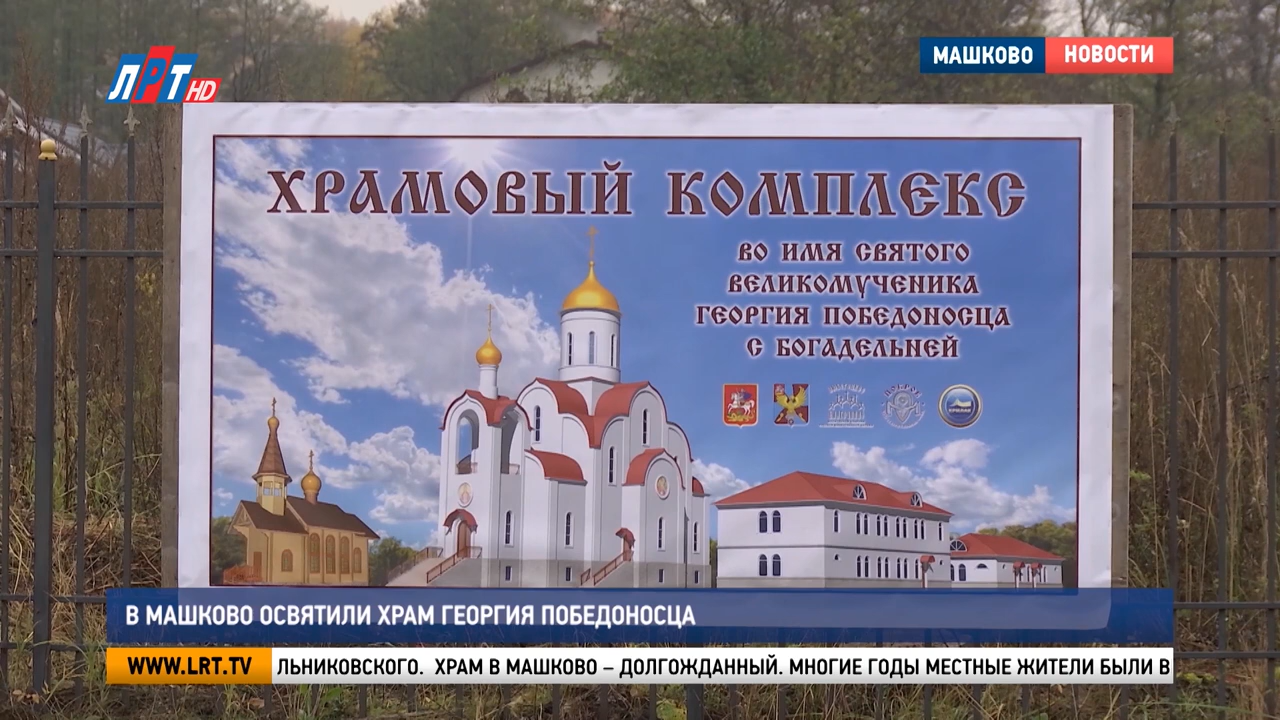 ЛРТ HD
МАШКОВО НОВОСТИ
ХРАМОВЫЙ КОМПЛЕКС
ВО ИМЯ СВЯТОГО
ВЕЛИКОМУЧЕНИКА
ГЕОРГИЯ ПОБЕДОНОСЦА
С БОГАДЕЛЬНЕЙ
В МАШКОВО ОСВЯТИЛИ ХРАМ ГЕОРГИЯ ПОБЕДОНОСЦА
WWW.LRT.TV ЛЬНИКОВСКОГО. ХРАМ В МАШКОВО – ДОЛГОЖДАННЫЙ. МНОГИЕ ГОДЫ МЕСТНЫЕ ЖИТЕЛИ БЫЛИ В